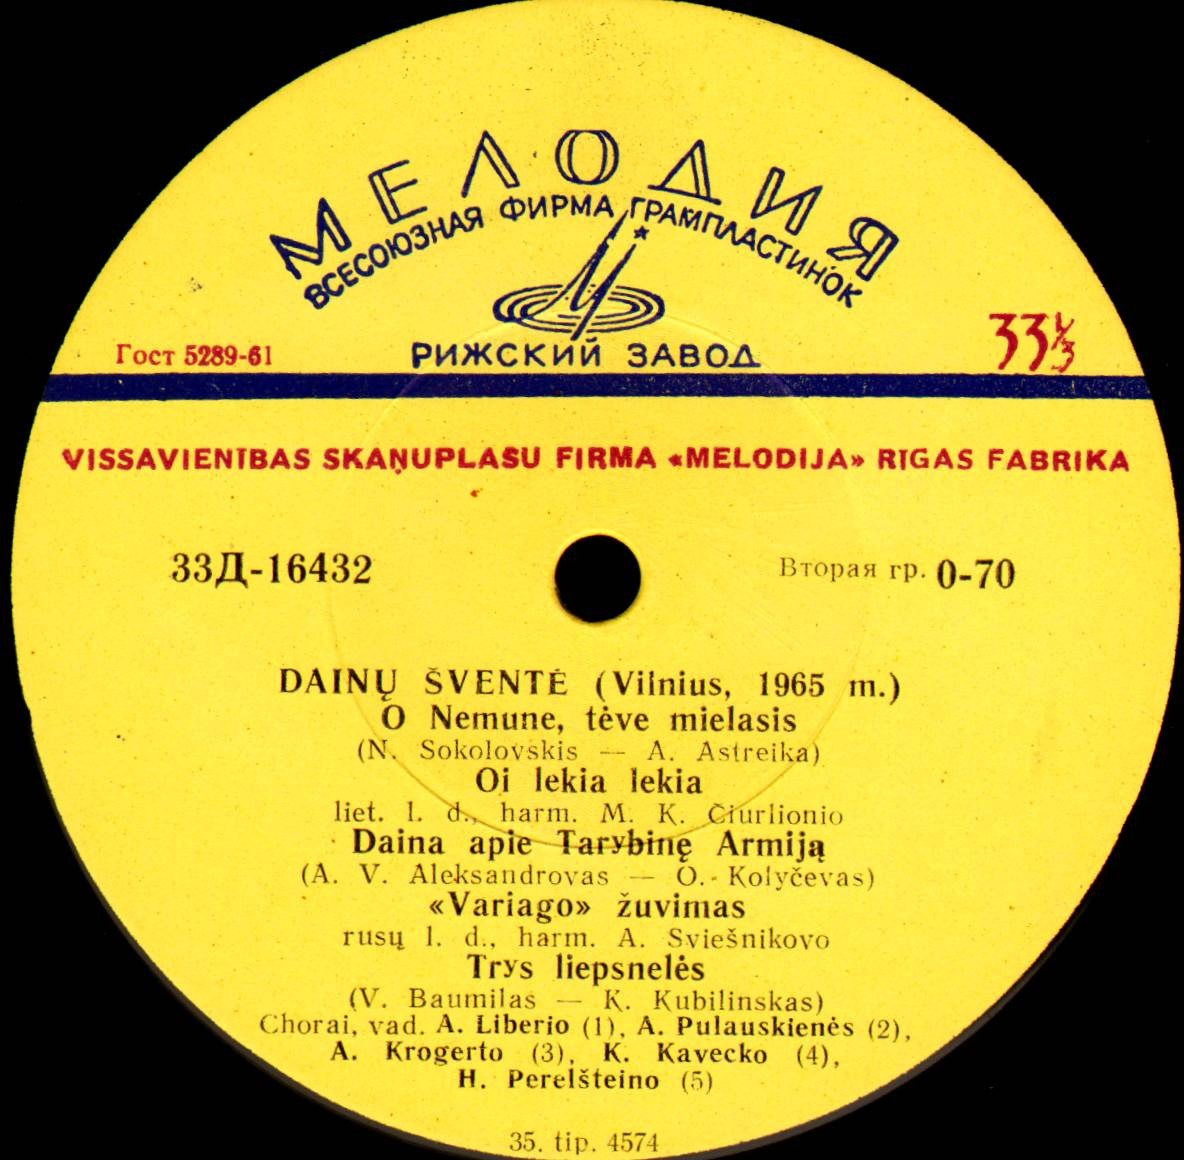 МЕЛОДИЯ
ВСЕСОЮЗНАЯ ФИРМА ГРАМПЛАСТИНОК
РИЖСКИЙ ЗАВОД
Гост 5289-61
33⅓
VISSAVIENĪBAS SKAŅUPLAŠU FIRMA «MELODIJA» RĪGAS FABRIKA
33Д-16432
Вторая гр. 0-70
DAINŲ ŠVENTĖ (Vilnius, 1965 m.)
O Nemune, tėve mielasis
(N. Sokolovskis — A. Astreika)
Oi lekia lekia
liet. l. d., harm. M. K. Čiurlionio
Daina apie Tarybinę Armiją
(A. V. Aleksandrovas — O. Kolyčevas)
«Variago» žuvimas
rusų l. d., harm. A. Sviešnikovo
Trys liepsnelės
(V. Baumilas — K. Kubilinskas)
Chorai, vad. A. Liberio (1), A. Pulauskienės (2),
A. Krogerto (3), K. Kavecko (4),
H. Perelšteino (5)
35. tip. 4574